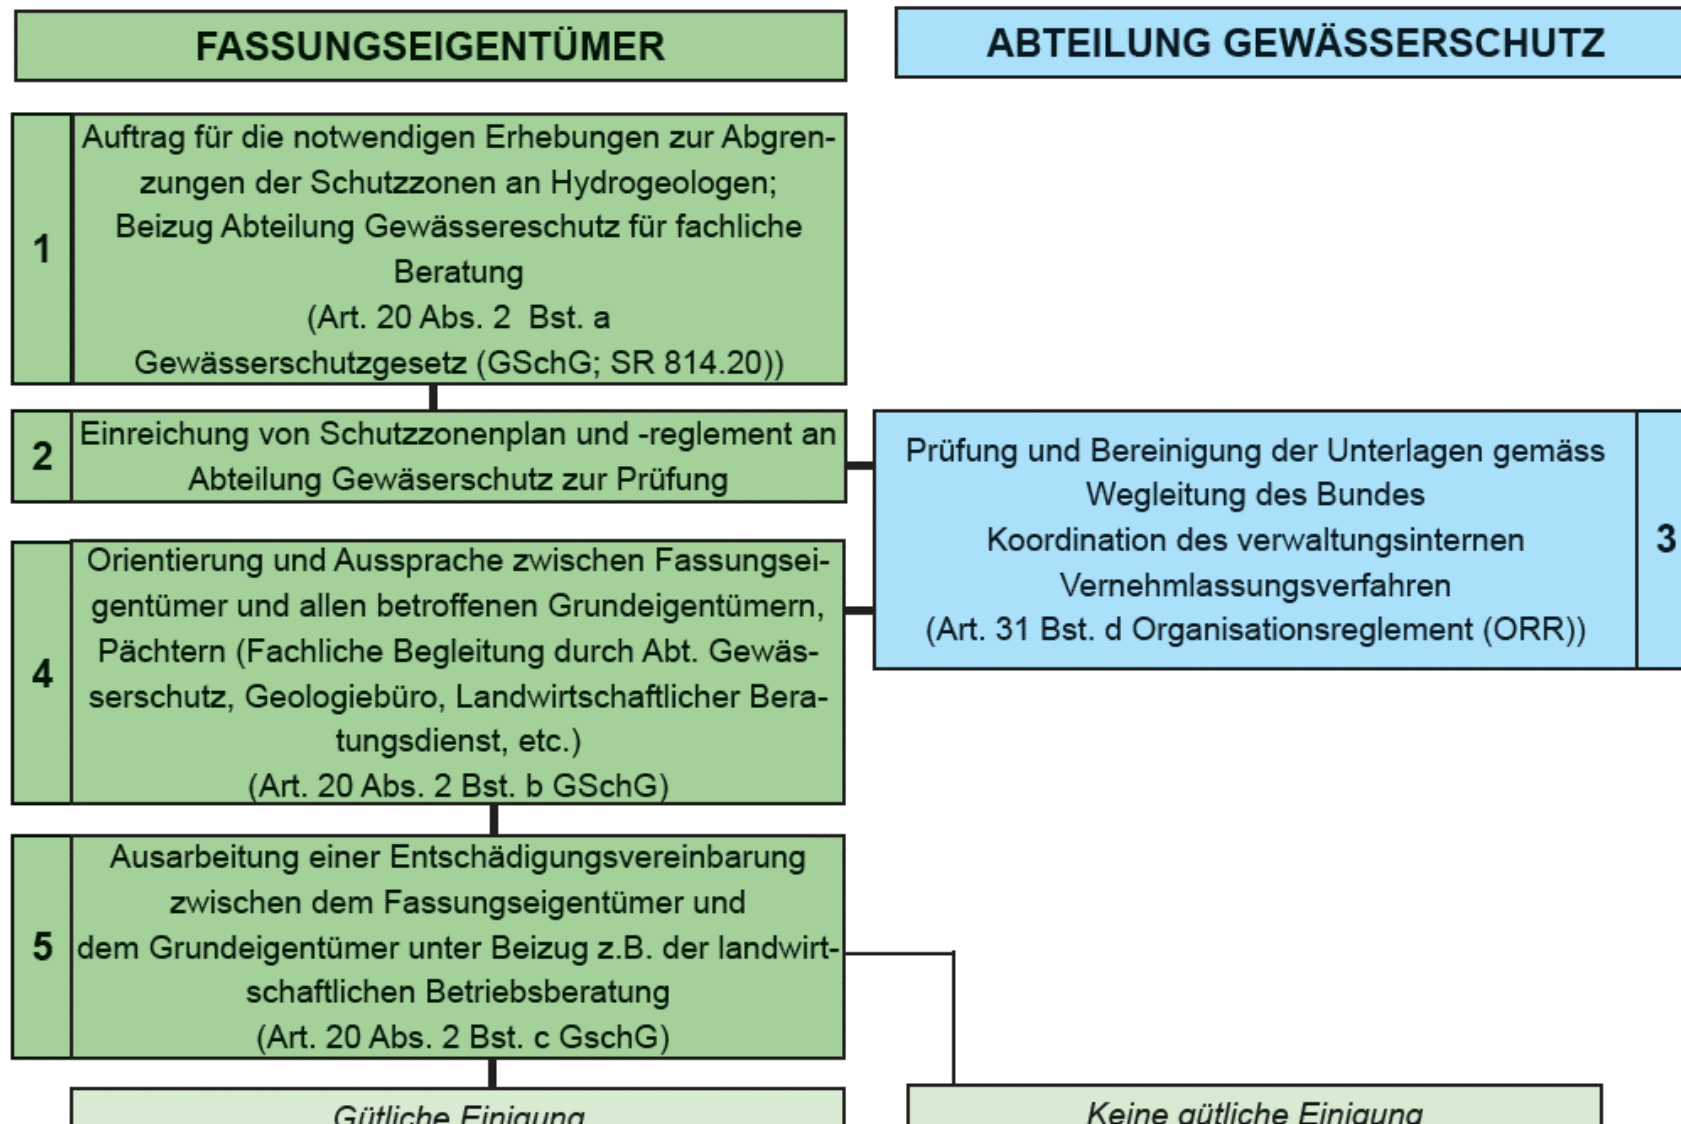 FASSUNGSEIGENTÜMER
ABTEILUNG GEWÄSSERSCHUTZ
1
Auftrag für die notwendigen Erhebungen zur Abgren-
zungen der Schutzzonen an Hydrogeologen;
Beizug Abteilung Gewässereschutz für fachliche
Beratung
(Art. 20 Abs. 2 Bst. a
Gewässerschutzgesetz (GSchG; SR 814.20))
2
Einreichung von Schutzzonenplan und -reglement an
Abteilung Gewäserschutz zur Prüfung
Prüfung und Bereinigung der Unterlagen gemäss
Wegleitung des Bundes
Koordination des verwaltungsinternen
Vernehmlassungsverfahren
(Art. 31 Bst. d Organisationsreglement (ORR))
3
4
Orientierung und Aussprache zwischen Fassungsei-
gentümer und allen betroffenen Grundeigentümern,
Pächtern (Fachliche Begleitung durch Abt. Gewäs-
serschutz, Geologiebüro, Landwirtschaftlicher Bera-
tungsdienst, etc.)
(Art. 20 Abs. 2 Bst. b GSchG)
5
Ausarbeitung einer Entschädigungsvereinbarung
zwischen dem Fassungseigentümer und
dem Grundeigentümer unter Beizug z.B. der landwirt-
schaftlichen Betriebsberatung
(Art. 20 Abs. 2 Bst. c GschG)
Gütliche Einigung
Keine gütliche Einigung